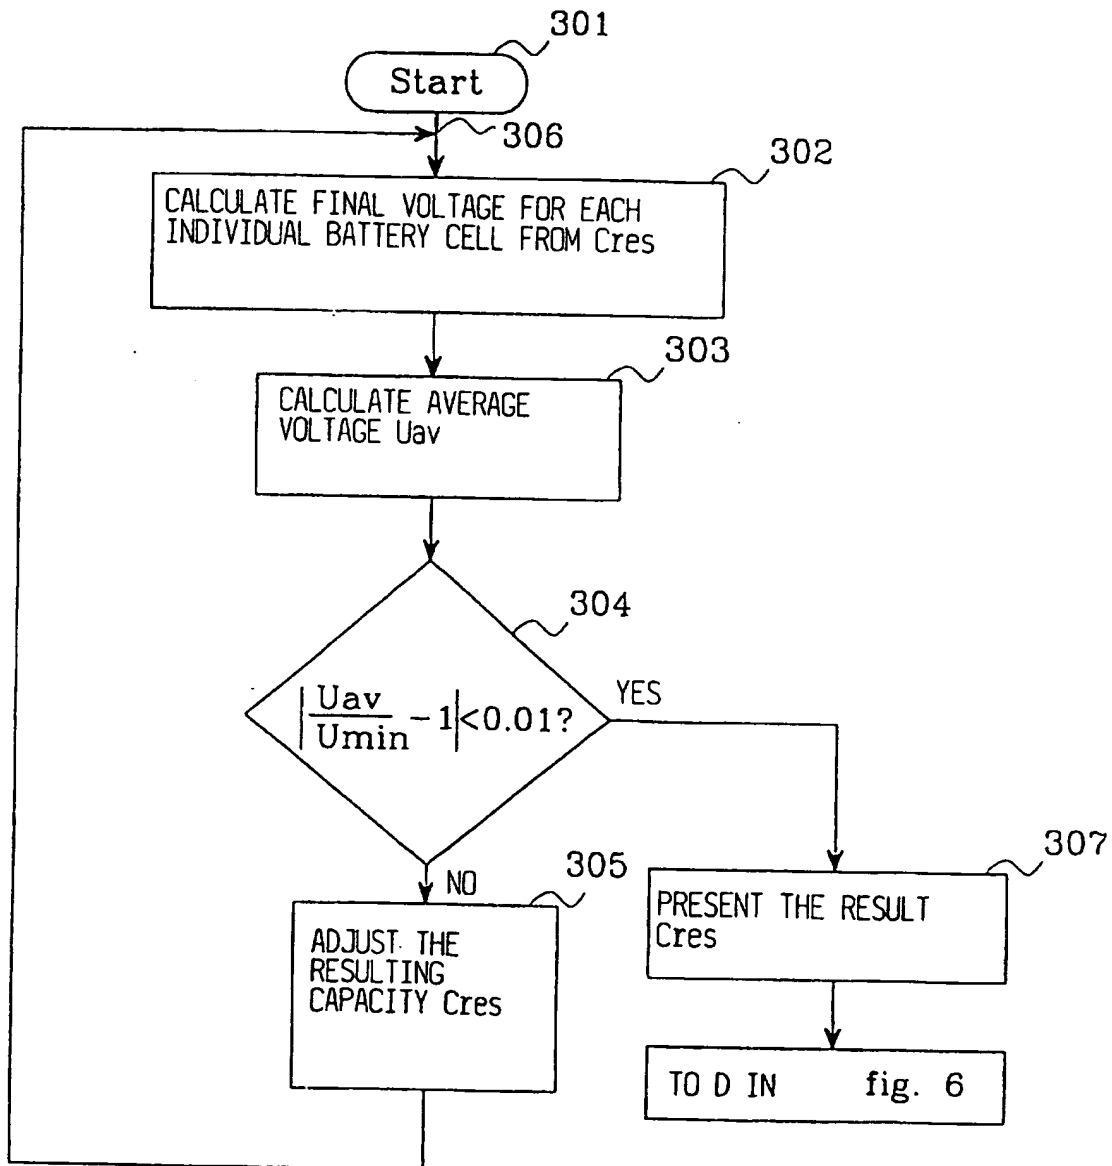 301
Start
306
302
CALCULATE FINAL VOLTAGE FOR EACH
INDIVIDUAL BATTERY CELL FROM Cres
303
CALCULATE AVERAGE
VOLTAGE Uav
304
|Uav/Umin - 1|<0.01?
YES
NO
305
ADJUST THE
RESULTING
CAPACITY Cres
307
PRESENT THE RESULT
Cres
TO D IN fig. 6